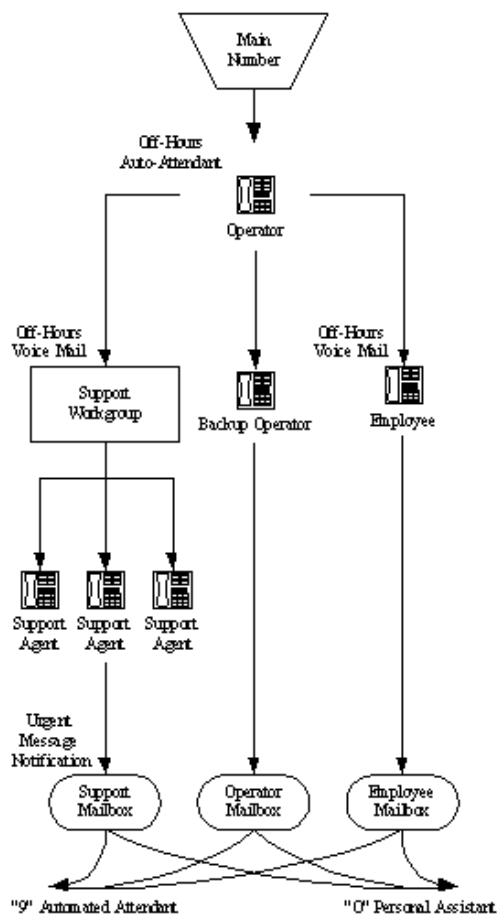 Main
Number
Off-Hours
Auto-Attendant
Operator
Off-Hours
Voice Mail
Support
Workgroup
Backup Operator
Off-Hours
Voice Mail
Employee
Support
Agent
Support
Agent
Support
Agent
Urgent
Message
Notification
Support
Mailbox
Operator
Mailbox
Employee
Mailbox
"9" Automated Attendant
"0" Personal Assistant